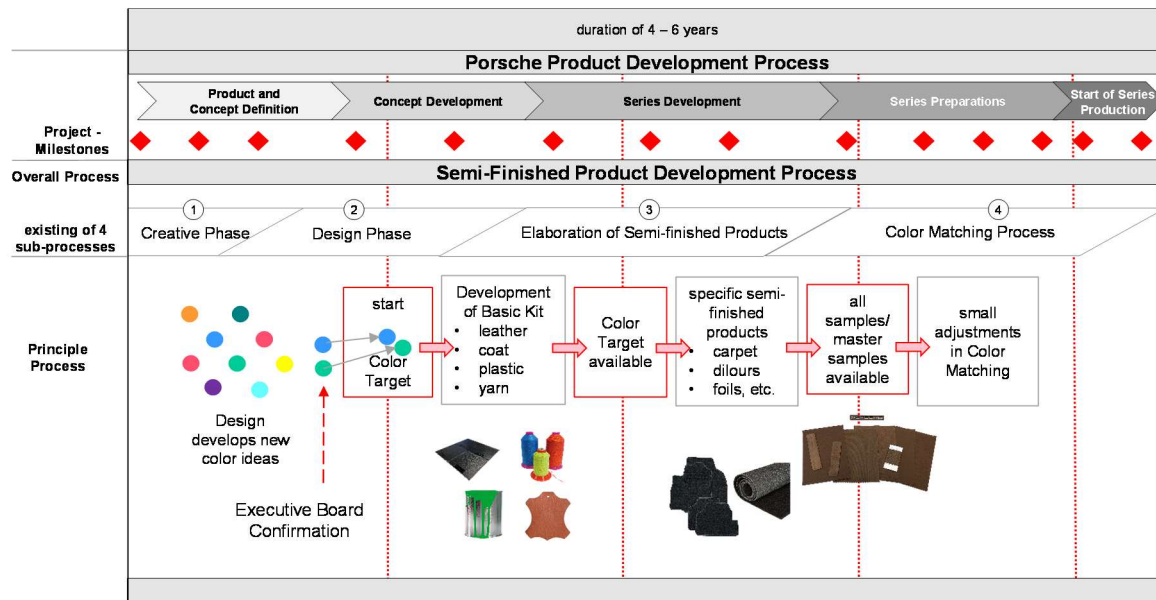 duration of 4 – 6 years
Porsche Product Development Process
Product and
Concept Definition
Concept Development
Series Development
Series Preparations
Start of Series
Production
Project -
Milestones
Overall Process
Semi-Finished Product Development Process
existing of 4
sub-processes
1
Creative Phase
2
Design Phase
3
Elaboration of Semi-finished Products
4
Color Matching Process
Principle
Process
Design
develops new
color ideas
Executive Board
Confirmation
start
Color
Target
Development
of Basic Kit
• leather
• coat
• plastic
• yarn
Color
Target
available
specific semi-
finished
products
• carpet
• dilours
• foils, etc.
all
samples/
master
samples
available
small
adjustments
in Color
Matching